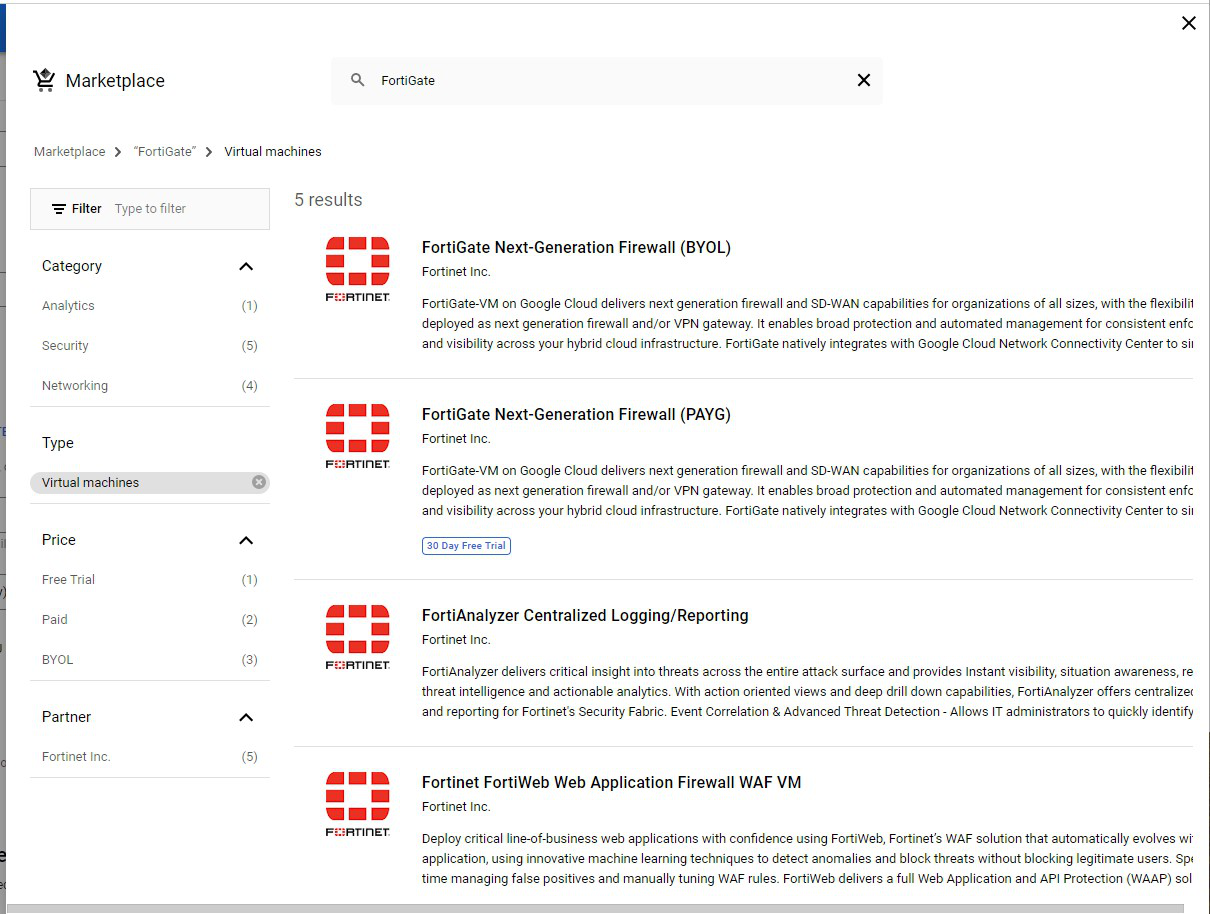 Marketplace
FortiGate
Marketplace
“FortiGate”
Virtual machines
Filter Type to filter
5 results
Category
Analytics (1)
Security (5)
Networking (4)
Type
Virtual machines
Price
Free Trial (1)
Paid (2)
BYOL (3)
Partner
Fortinet Inc. (5)
FORTINET
FortiGate Next-Generation Firewall (BYOL)
Fortinet Inc.
FortiGate-VM on Google Cloud delivers next generation firewall and SD-WAN capabilities for organizations of all sizes, with the flexibilit
deployed as next generation firewall and/or VPN gateway. It enables broad protection and automated management for consistent enfo
and visibility across your hybrid cloud infrastructure. FortiGate natively integrates with Google Cloud Network Connectivity Center to sir
FORTINET
FortiGate Next-Generation Firewall (PAYG)
Fortinet Inc.
FortiGate-VM on Google Cloud delivers next generation firewall and SD-WAN capabilities for organizations of all sizes, with the flexibilit
deployed as next generation firewall and/or VPN gateway. It enables broad protection and automated management for consistent enfo
and visibility across your hybrid cloud infrastructure. FortiGate natively integrates with Google Cloud Network Connectivity Center to sir
30 Day Free Trial
FORTINET
FortiAnalyzer Centralized Logging/Reporting
Fortinet Inc.
FortiAnalyzer delivers critical insight into threats across the entire attack surface and provides Instant visibility, situation awareness, re
threat intelligence and actionable analytics. With action oriented views and deep drill down capabilities, FortiAnalyzer offers centralized
and reporting for Fortinet's Security Fabric. Event Correlation & Advanced Threat Detection - Allows IT administrators to quickly identify
FORTINET
Fortinet FortiWeb Web Application Firewall WAF VM
Fortinet Inc.
Deploy critical line-of-business web applications with confidence using FortiWeb, Fortinet’s WAF solution that automatically evolves wi
application, using innovative machine learning techniques to detect anomalies and block threats without blocking legitimate users. Spe
time managing false positives and manually tuning WAF rules. FortiWeb delivers a full Web Application and API Protection (WAAP) sol